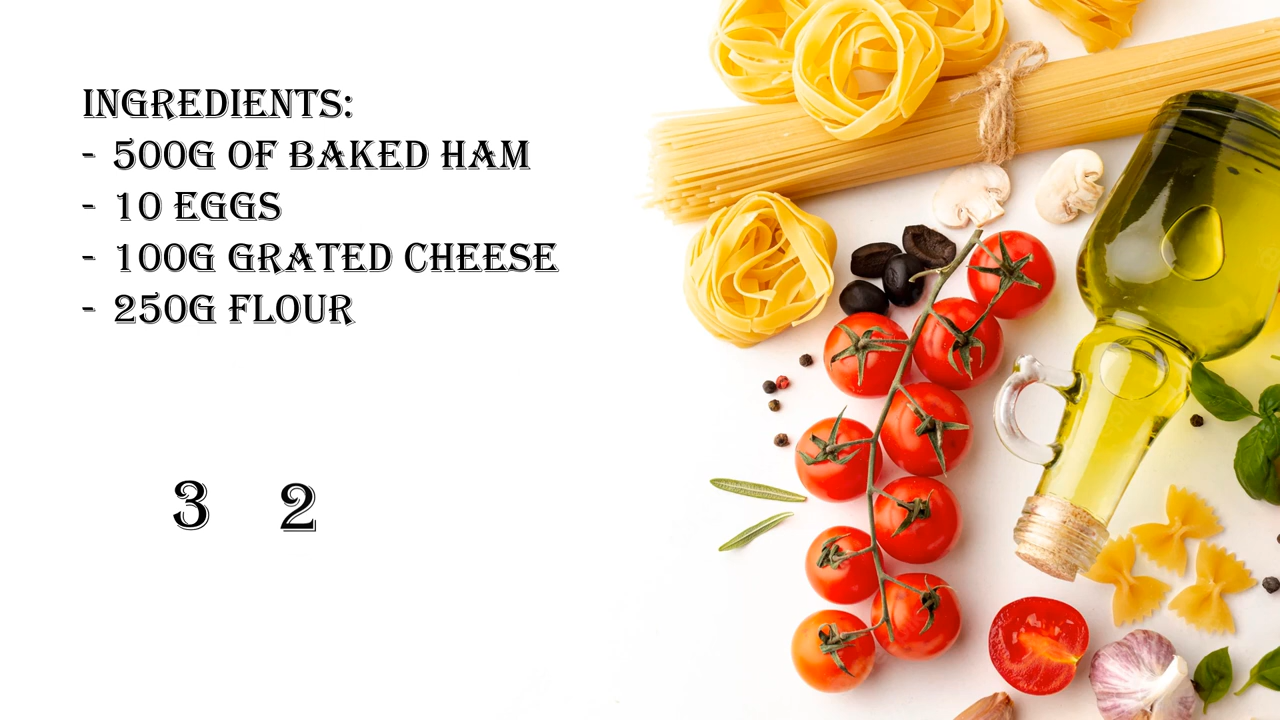 INGREDIENTS:
- 500G OF BAKED HAM
- 10 EGGS
- 100G GRATED CHEESE
- 250G FLOUR
3 2